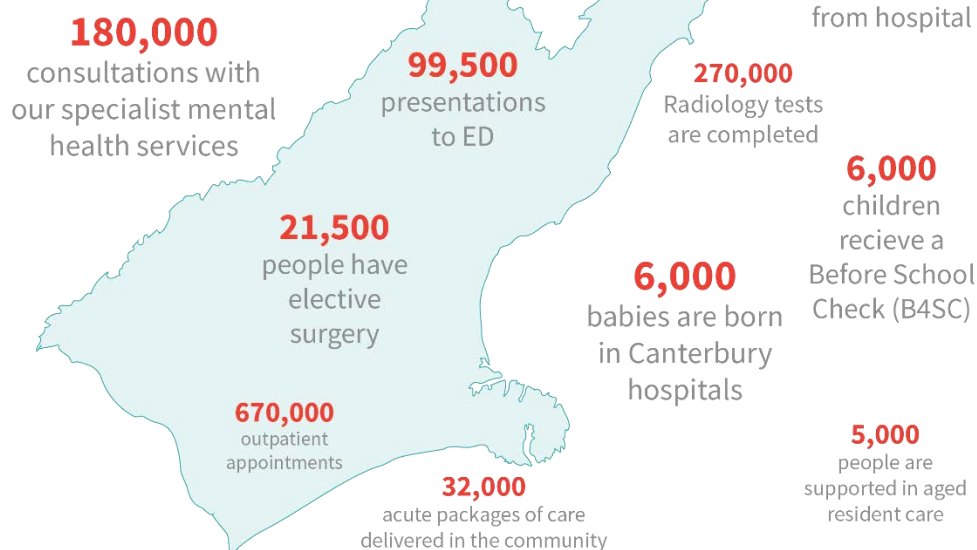 180,000
consultations with
our specialist mental
health services
99,500
presentations
to ED
from hospital
270,000
Radiology tests
are completed
6,000
children
recieve a
Before School
Check (B4SC)
21,500
people have
elective
surgery
6,000
babies are born
in Canterbury
hospitals
670,000
outpatient
appointments
32,000
acute packages of care
delivered in the community
5,000
people are
supported in aged
resident care